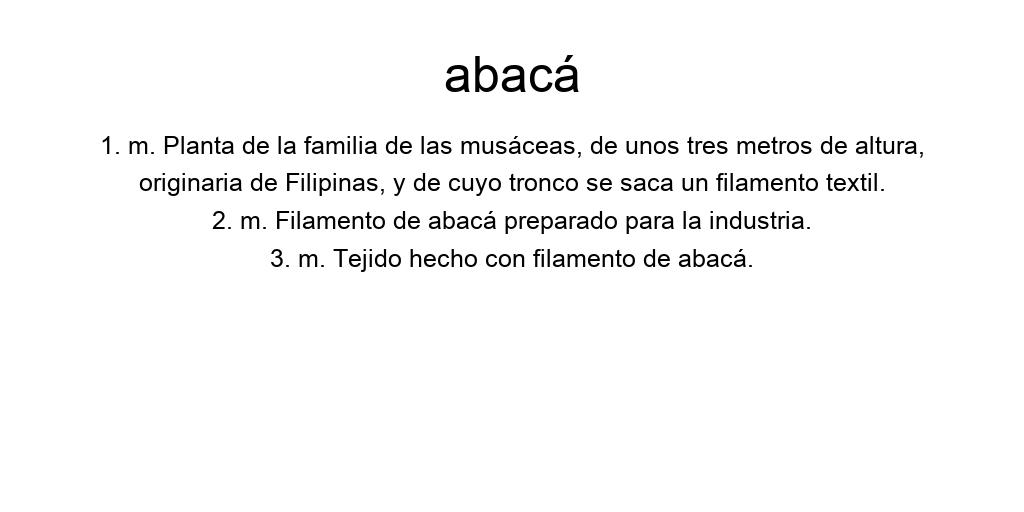 abacá
1. m. Planta de la familia de las musáceas, de unos tres metros de altura,
originaria de Filipinas, y de cuyo tronco se saca un filamento textil.
2. m. Filamento de abacá preparado para la industria.
3. m. Tejido hecho con filamento de abacá.